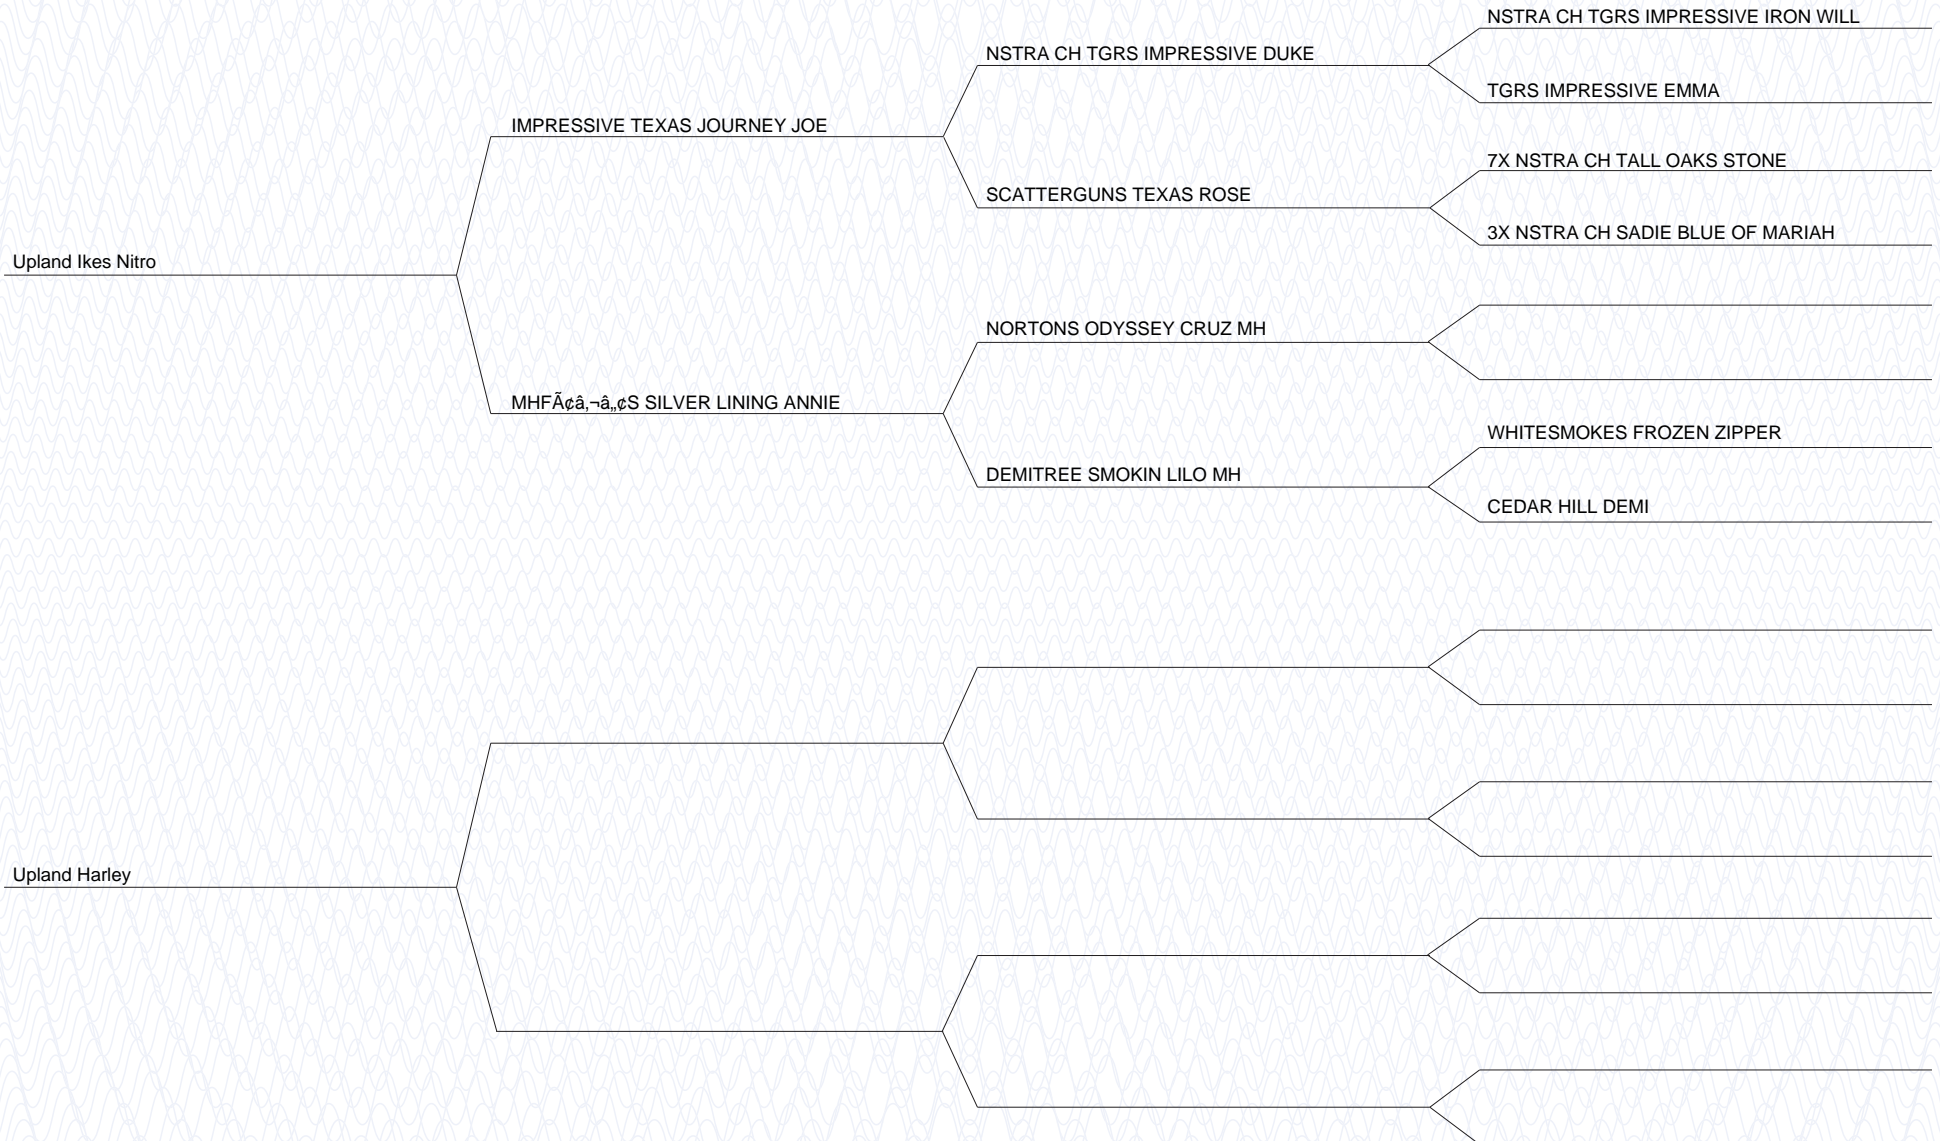 NSTRA CH TGRS IMPRESSIVE IRON WILL
NSTRA CH TGRS IMPRESSIVE DUKE
TGRS IMPRESSIVE EMMA
IMPRESSIVE TEXAS JOURNEY JOE
7X NSTRA CH TALL OAKS STONE
SCATTERGUNS TEXAS ROSE
3X NSTRA CH SADIE BLUE OF MARIAH
Upland Ikes Nitro
NORTONS ODYSSEY CRUZ MH
MHFÃ¢â‚¬â„¢S SILVER LINING ANNIE
WHITESMOKES FROZEN ZIPPER
DEMITREE SMOKIN LILO MH
CEDAR HILL DEMI
Upland Harley